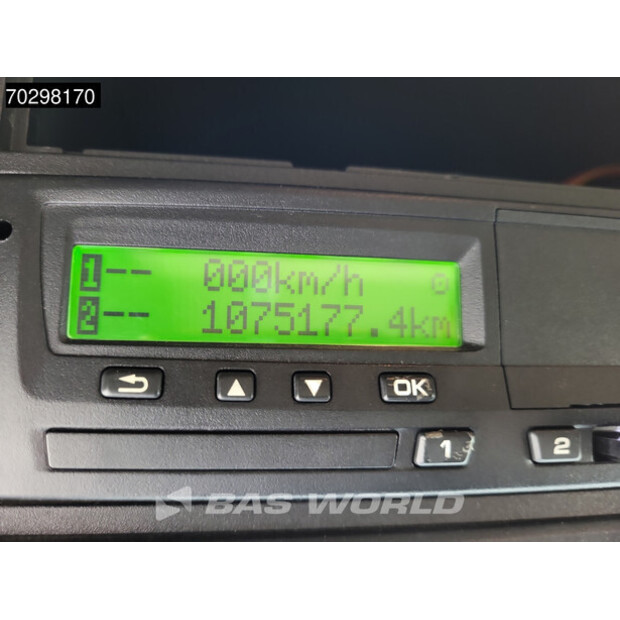 70298170
1-- 000km/h o
2-- 1075177.4km
OK
1
2
BAS WORLD